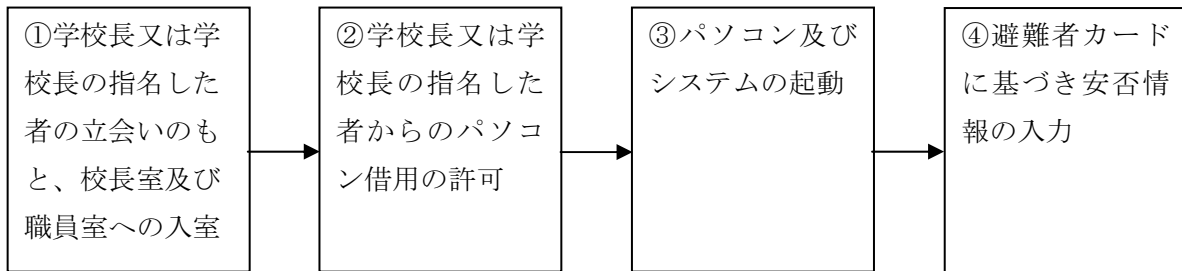 ①学校長又は学
校長の指名した
者の立会いのも
と、校長室及び
職員室への入室
②学校長又は学
校長の指名した
者からのパソコ
ン借用の許可
③パソコン及び
システムの起動
④避難者カード
に基づき安否情
報の入力